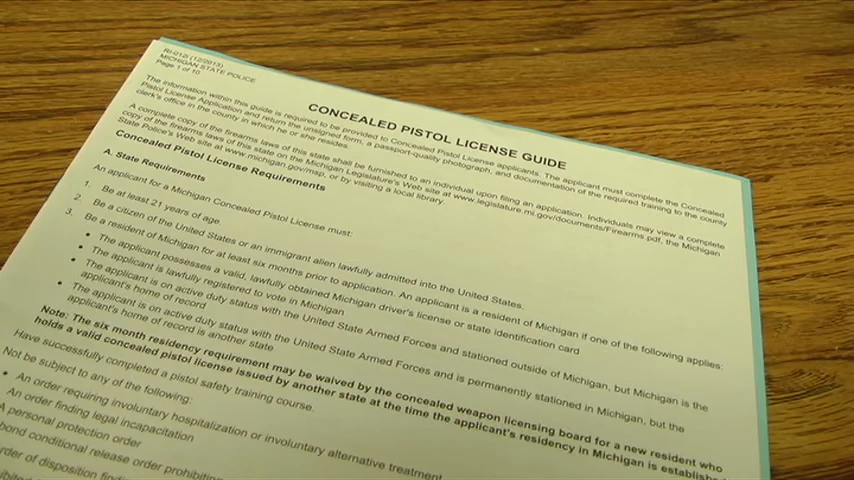 RI-012i (12/2013)
MICHIGAN STATE POLICE
Page 1 of 10
CONCEALED PISTOL LICENSE GUIDE
The information within this guide is required to be provided to Concealed Pistol License applicants. The applicant must complete the Concealed
Pistol License Application and return the unsigned form, a passport-quality photograph, and documentation of the required training to the county
clerk's office in the county in which he or she resides.
A complete copy of the firearms laws of this state shall be furnished to an individual upon filing an application. Individuals may view a complete
copy of the firearms laws of this state on the Michigan Legislature's Web site at www.legislature.mi.gov/documents/Firearms.pdf, the Michigan
State Police's Web site at www.michigan.gov/msp, or by visiting a local library.
Concealed Pistol License Requirements
A. State Requirements
An applicant for a Michigan Concealed Pistol License must:
1. Be at least 21 years of age.
2. Be a citizen of the United States or an immigrant alien lawfully admitted into the United States.
3. Be a resident of Michigan for at least six months prior to application. An applicant is a resident of Michigan if one of the following applies:
• The applicant possesses a valid, lawfully obtained Michigan driver's license or state identification card
• The applicant is lawfully registered to vote in Michigan
• The applicant is on active duty status with the United State Armed Forces and stationed outside of Michigan, but Michigan is the
applicant's home of record
• The applicant is on active duty status with the United State Armed Forces and is permanently stationed in Michigan, but the
applicant's home of record is another state
Note: The six month residency requirement may be waived by the concealed weapon licensing board for a new resident who
holds a valid concealed pistol license issued by another state at the time the applicant's residency in Michigan is established
Have successfully completed a pistol safety training course.
Not be subject to any of the following:
• An order requiring involuntary hospitalization or involuntary alternative treatment
An order finding legal incapacitation
A personal protection order
bond conditional release order prohibiting
order of disposition finding